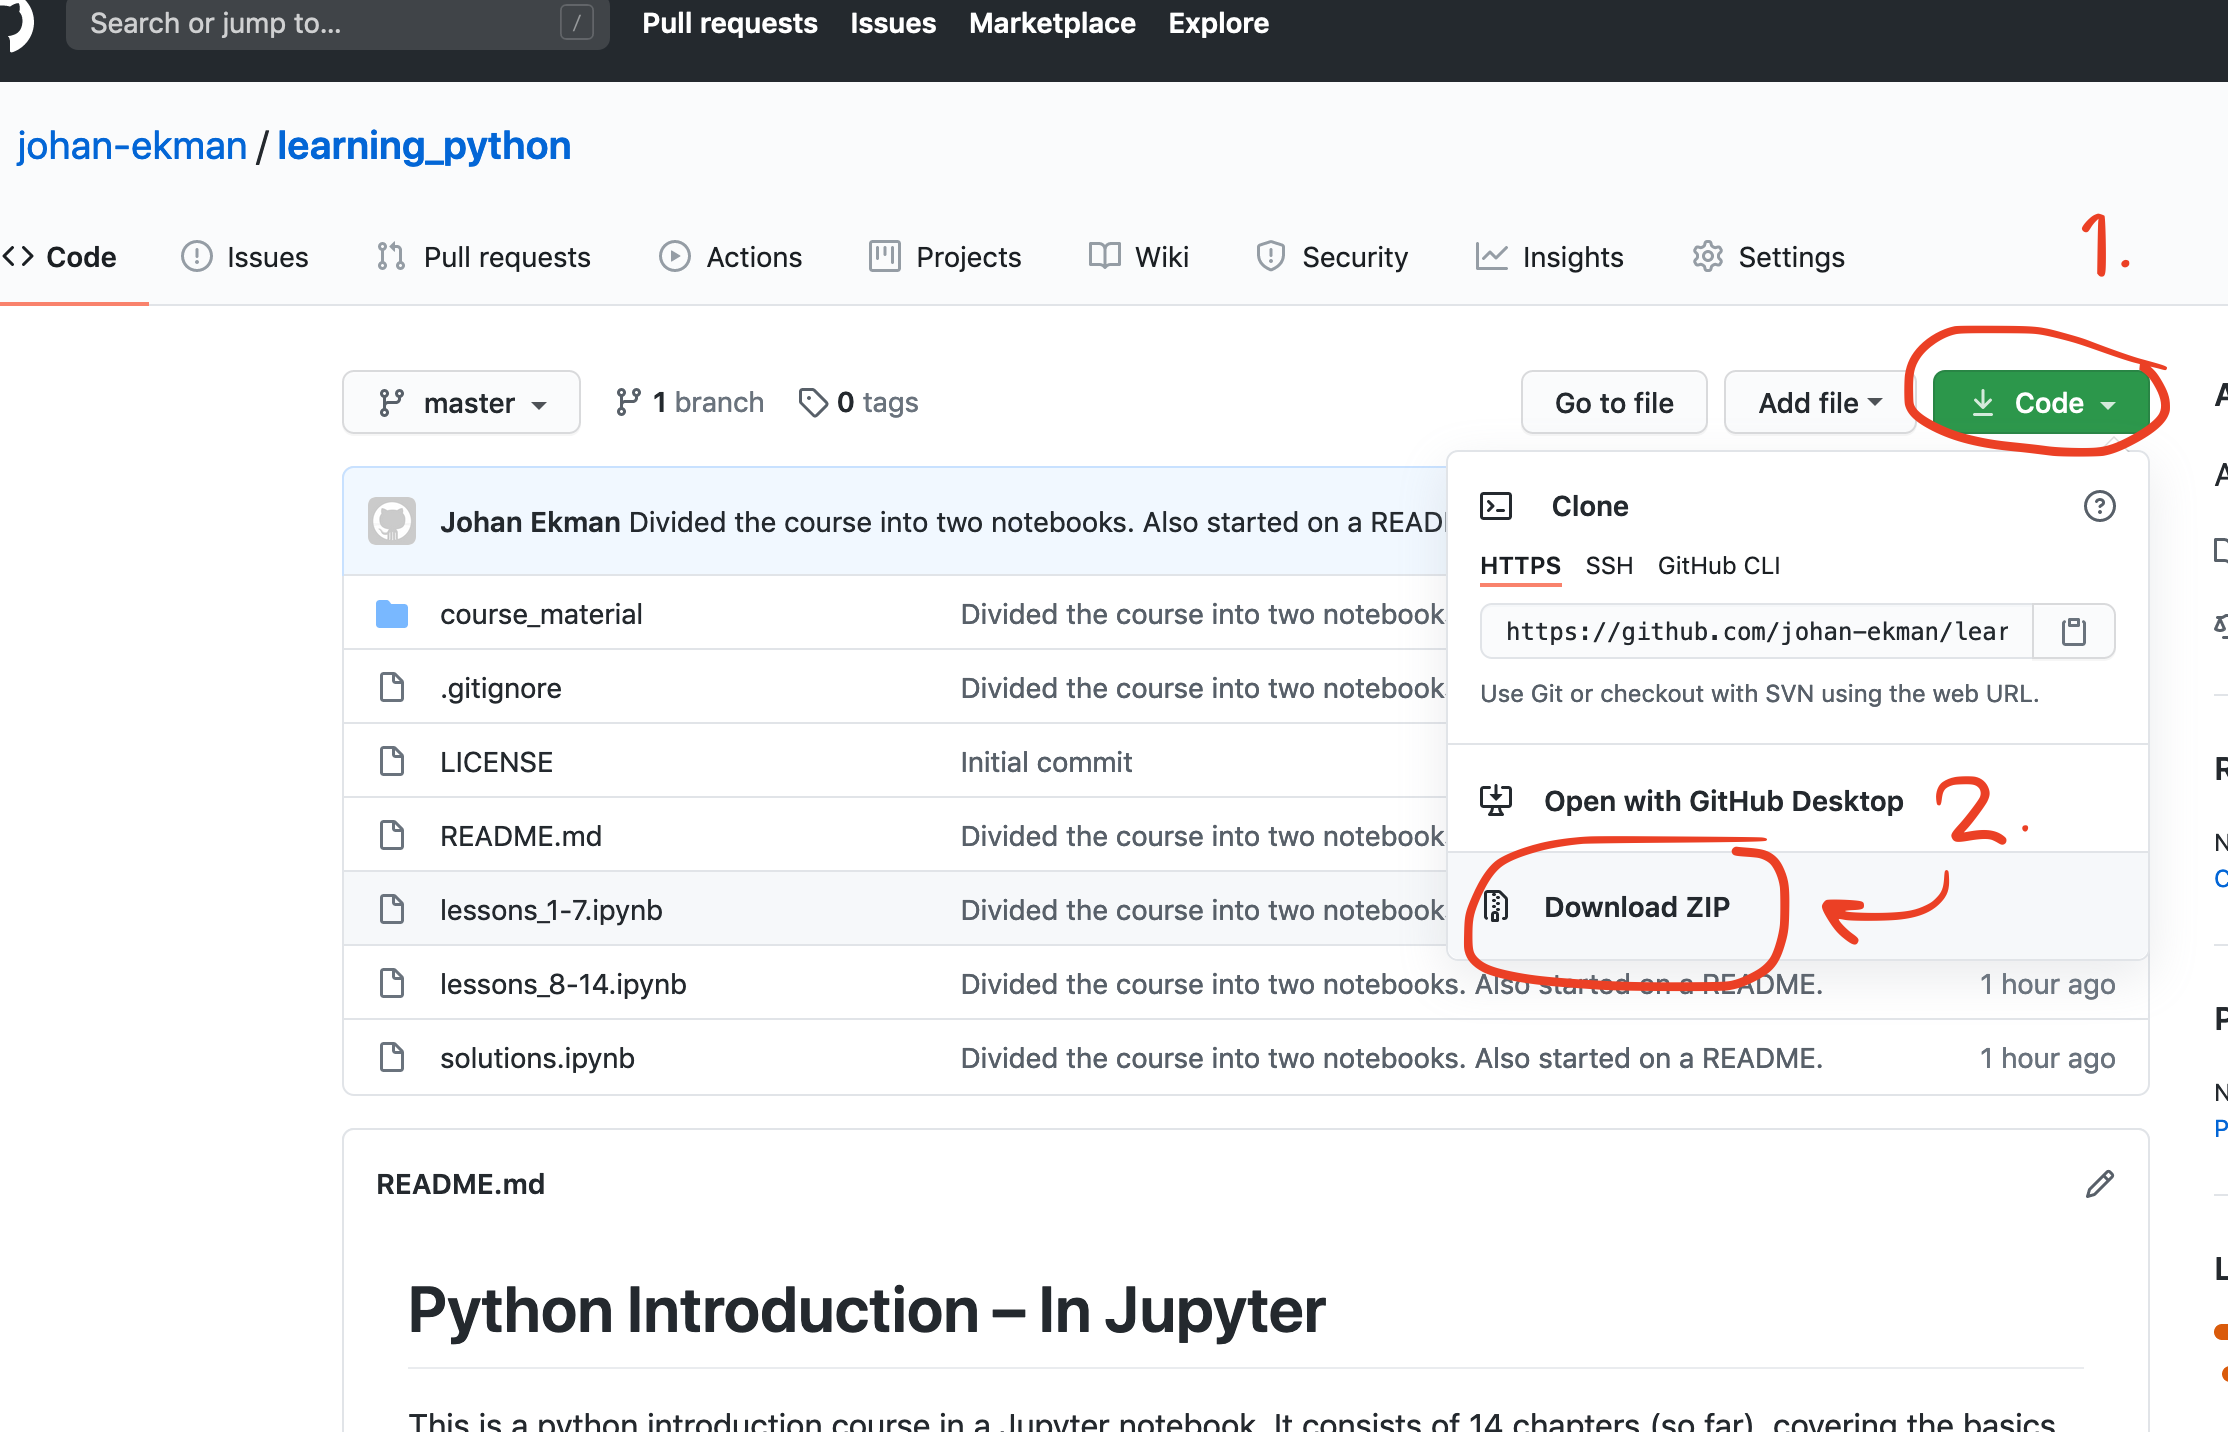 Search or jump to... /
Pull requests Issues Marketplace Explore
johan-ekman / learning_python
Code Issues Pull requests Actions Projects Wiki Security Insights Settings
1.
master 1 branch 0 tags Go to file Add file Code
Johan Ekman Divided the course into two notebooks. Also started on a READ
Clone
HTTPS SSH GitHub CLI
https://github.com/johan-ekman/lear
Use Git or checkout with SVN using the web URL.
Open with GitHub Desktop
2.
Download ZIP
course_material Divided the course into two notebook
.gitignore Divided the course into two notebook
LICENSE Initial commit
README.md Divided the course into two notebook
lessons_1-7.ipynb Divided the course into two notebook
lessons_8-14.ipynb Divided the course into two notebooks. Also started on a README. 1 hour ago
solutions.ipynb Divided the course into two notebooks. Also started on a README. 1 hour ago
README.md
Python Introduction – In Jupyter
This is a python introduction course in a Jupyter notebook. It consists of 14 chapters (so far), covering the basics